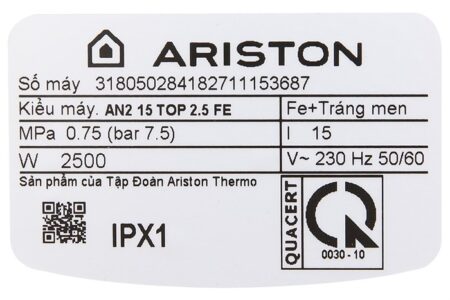 ARISTON
Số máy 318050284182711153687
Kiểu máy. AN2 15 TOP 2.5 FE Fe+Tráng men
MPa 0.75 (bar 7.5) l 15
W 2500 V~ 230 Hz 50/60
Sản phẩm của Tập Đoàn Ariston Thermo
IPX1
QUACERT
0030 - 10